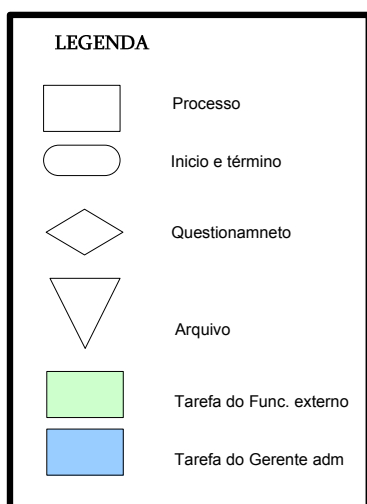 LEGENDA
Processo
Inicio e término
Questionamneto
Arquivo
Tarefa do Func. externo
Tarefa do Gerente adm